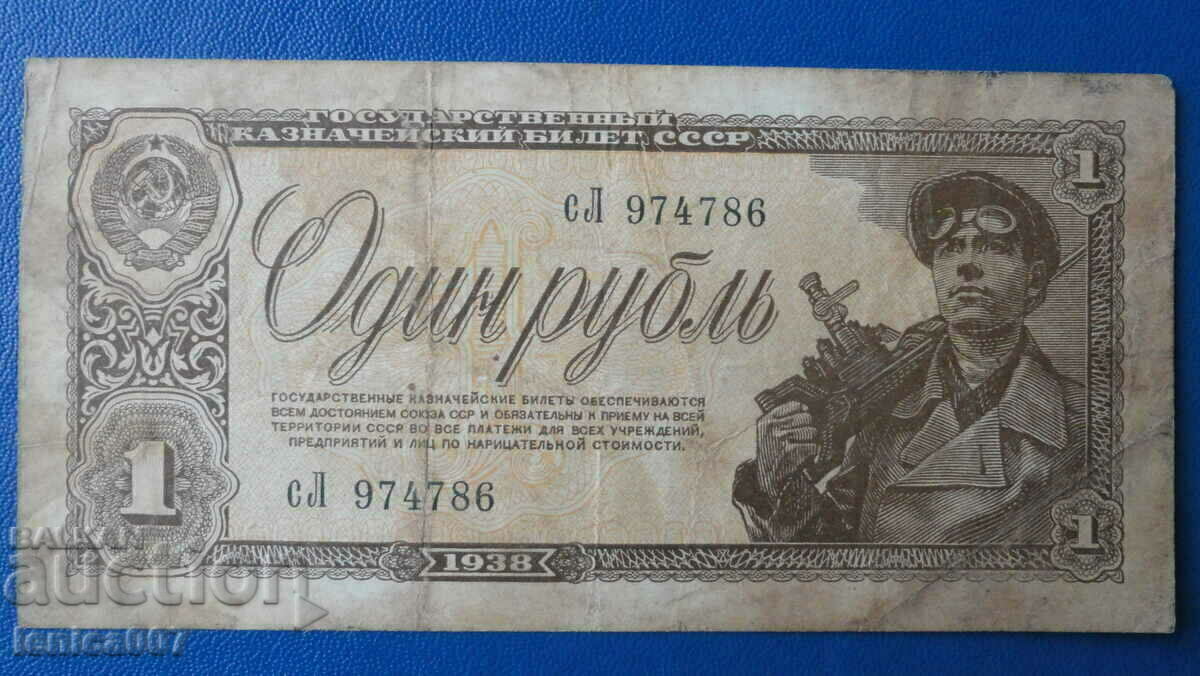 ГОСУДАРСТВЕННЫЙ
КАЗНАЧЕЙСКИЙ БИЛЕТ СССР
1
сЛ 974786
Один рубль
ГОСУДАРСТВЕННЫЕ КАЗНАЧЕЙСКИЕ БИЛЕТЫ ОБЕСПЕЧИВАЮТСЯ
ВСЕМ ДОСТОЯНИЕМ СОЮЗА ССР И ОБЯЗАТЕЛЬНЫ К ПРИЕМУ НА ВСЕЙ
ТЕРРИТОРИИ СССР ВО ВСЕ ПЛАТЕЖИ ДЛЯ ВСЕХ УЧРЕЖДЕНИЙ,
ПРЕДПРИЯТИЙ И ЛИЦ ПО НАРИЦАТЕЛЬНОЙ СТОИМОСТИ.
1
сЛ 974786
1
1938
BALKAN
auction
ienica007